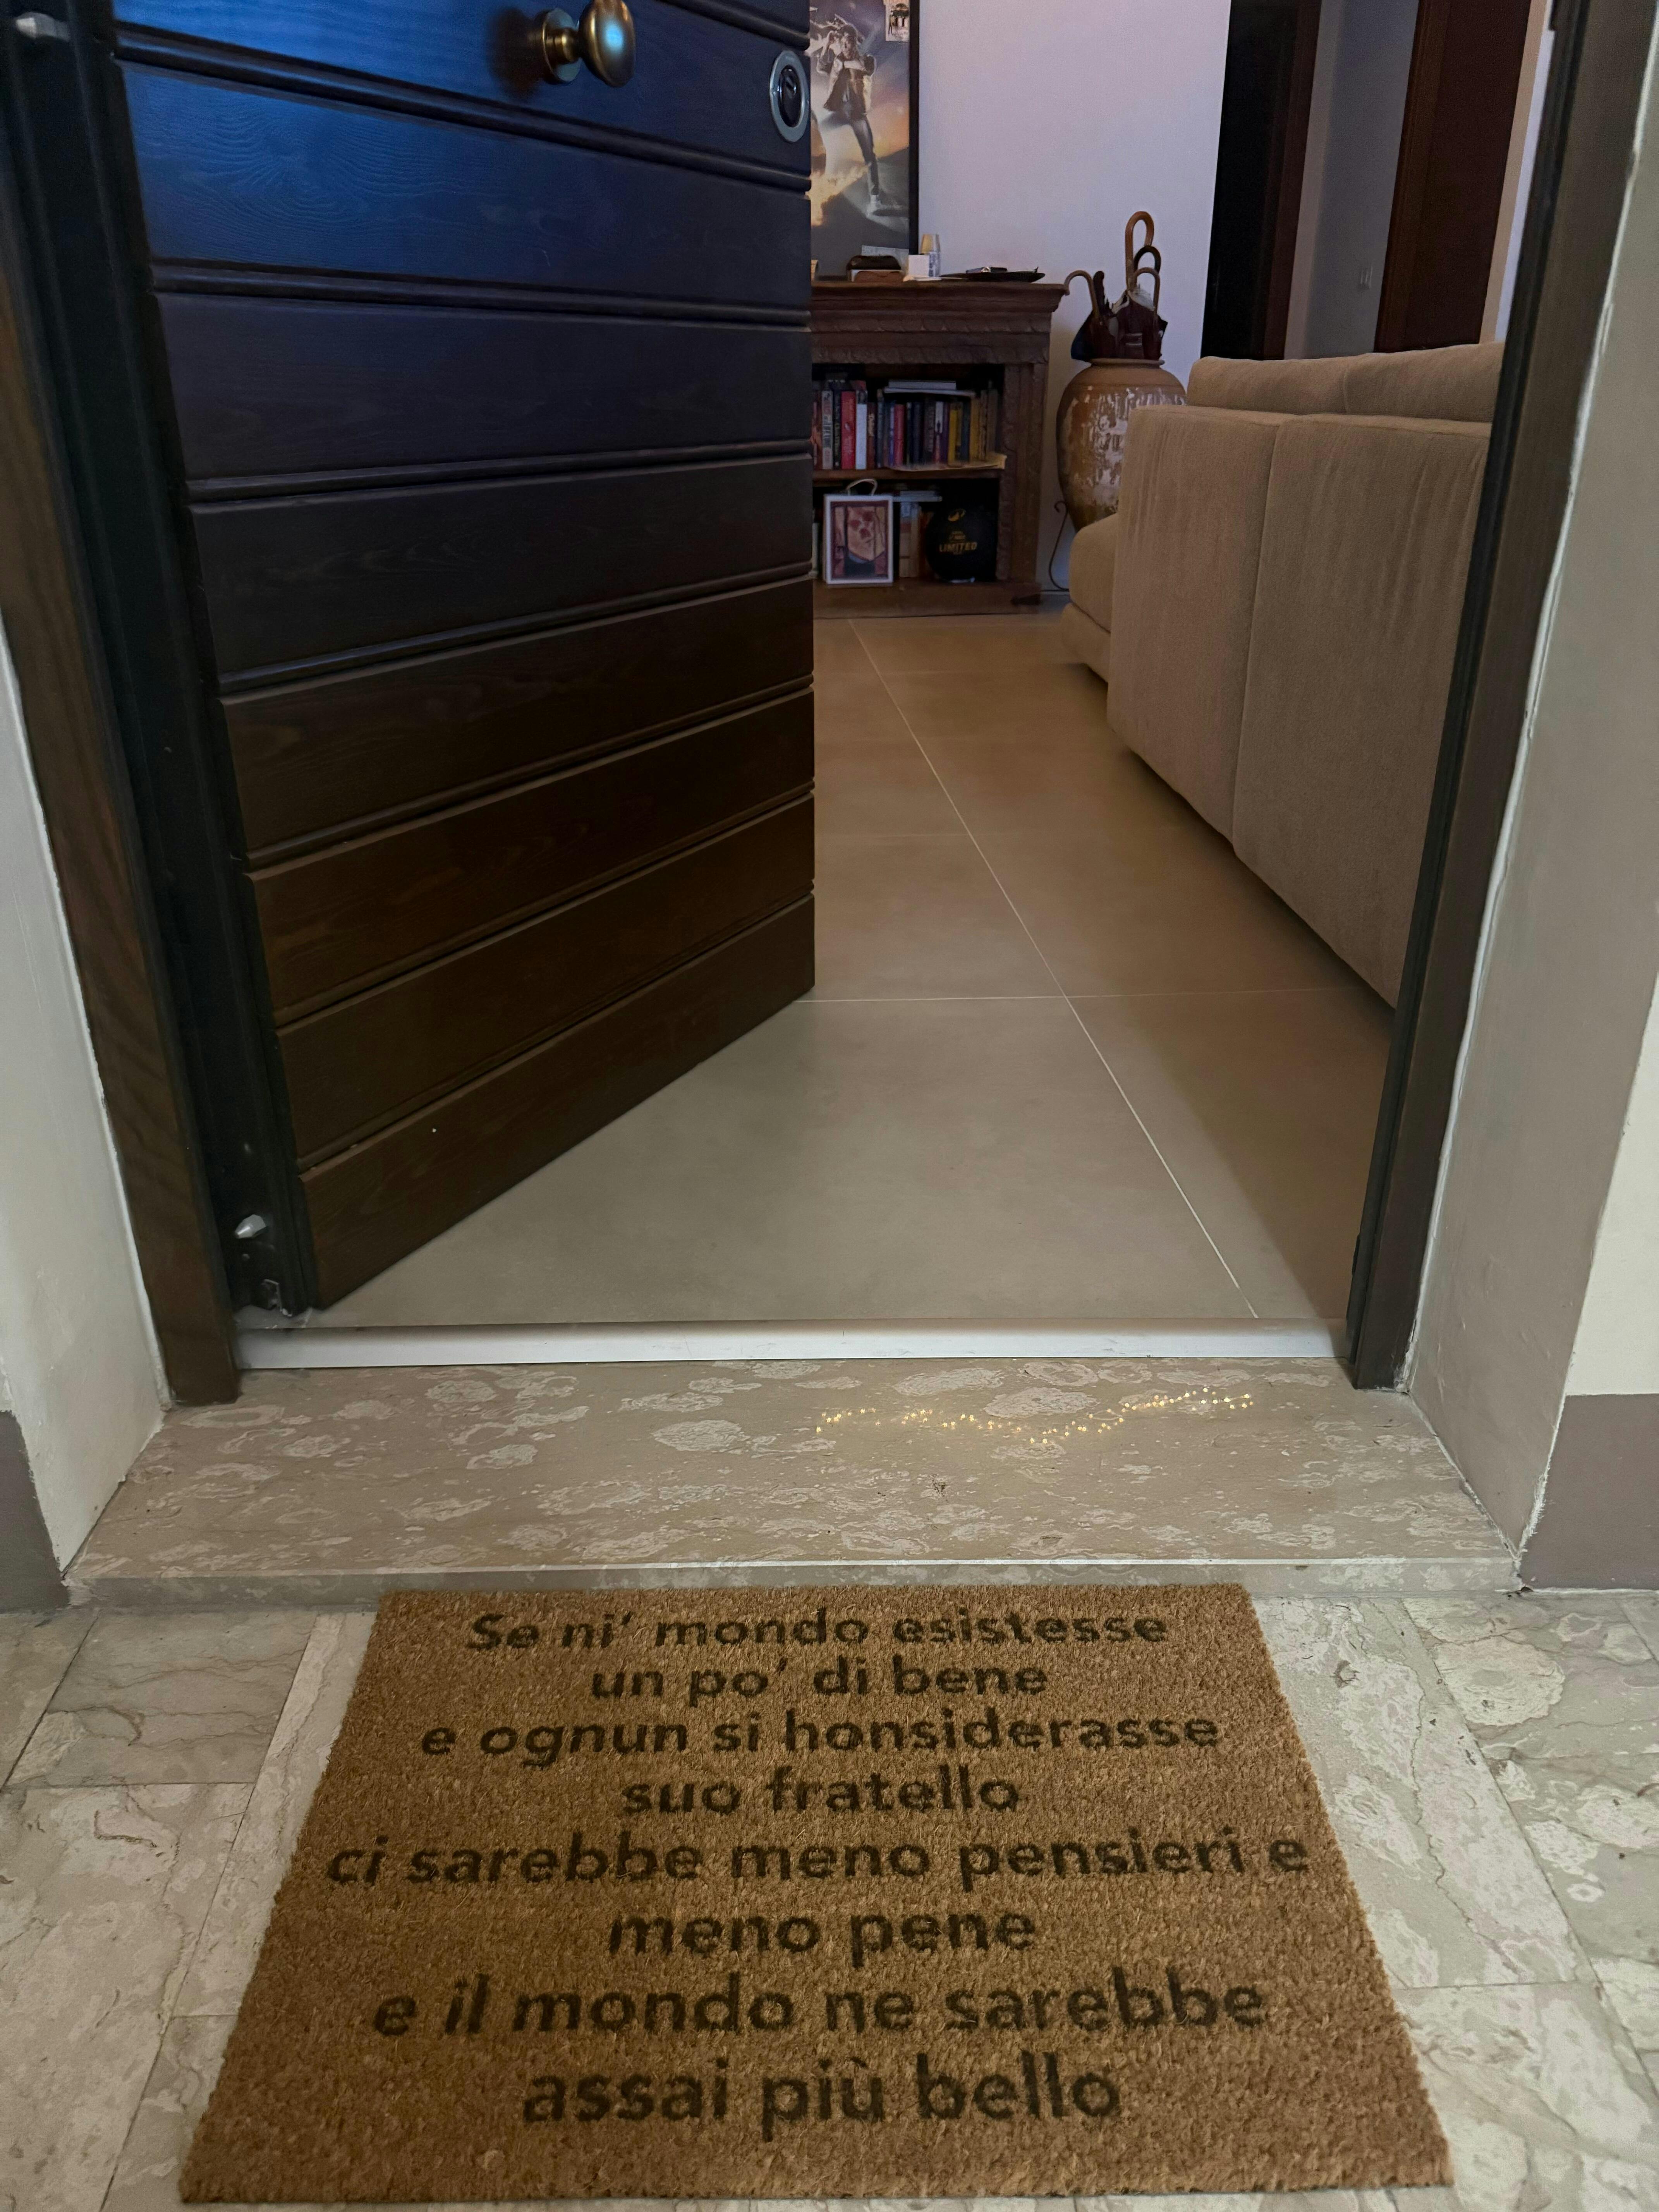 LIMITED
Se ni' mondo esistesse
un po' di bene
e ognun si honsiderasse
suo fratello
ci sarebbe meno pensieri e
meno pene
e il mondo ne sarebbe
assai più bello